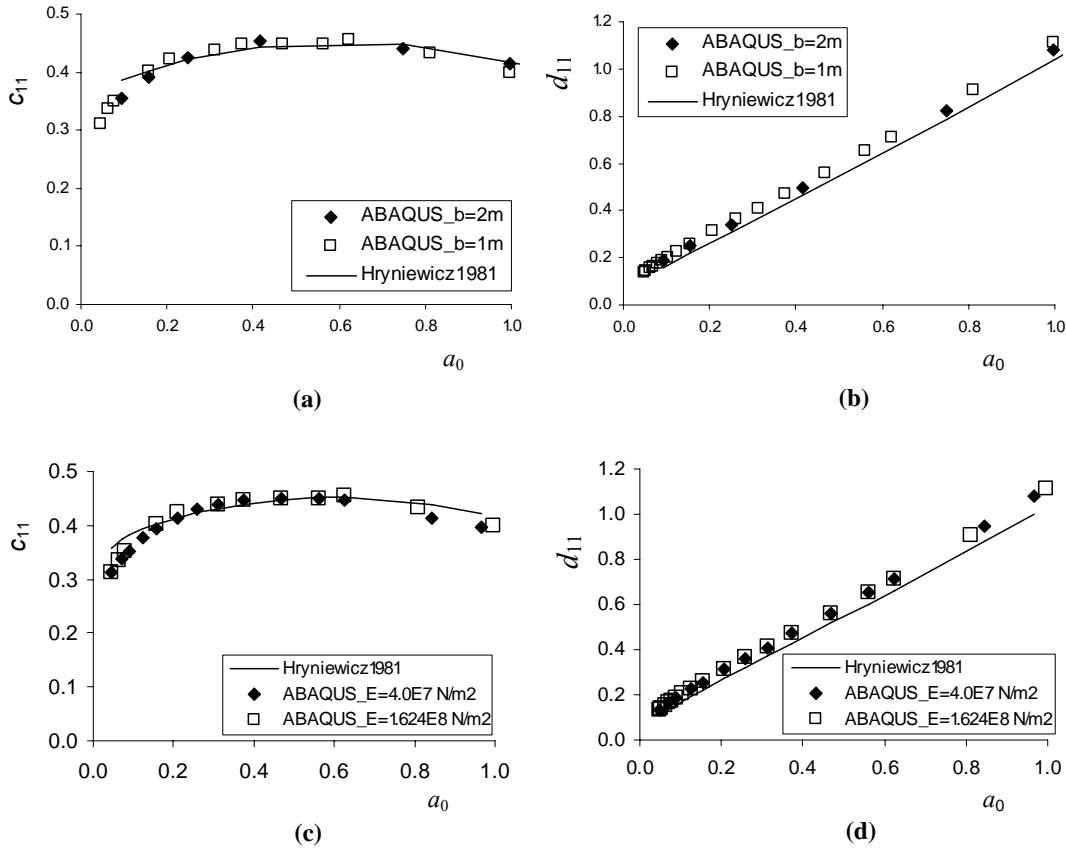 0.5
0.4
0.3
0.2
0.1
0.0
c11
ABAQUS_b=2m
ABAQUS_b=1m
Hryniewicz1981
0.0 0.2 0.4 0.6 0.8 1.0
a0
(a)
1.2
1.0
0.8
0.6
0.4
0.2
0.0
d11
ABAQUS_b=2m
ABAQUS_b=1m
Hryniewicz1981
0.0 0.2 0.4 0.6 0.8 1.0
a0
(b)
0.5
0.4
0.3
0.2
0.1
0.0
c11
Hryniewicz1981
ABAQUS_E=4.0E7 N/m2
ABAQUS_E=1.624E8 N/m2
0.0 0.2 0.4 0.6 0.8 1.0
a0
(c)
1.2
1.0
0.8
0.6
0.4
0.2
0.0
d11
Hryniewicz1981
ABAQUS_E=4.0E7 N/m2
ABAQUS_E=1.624E8 N/m2
0.0 0.2 0.4 0.6 0.8 1.0
a0
(d)